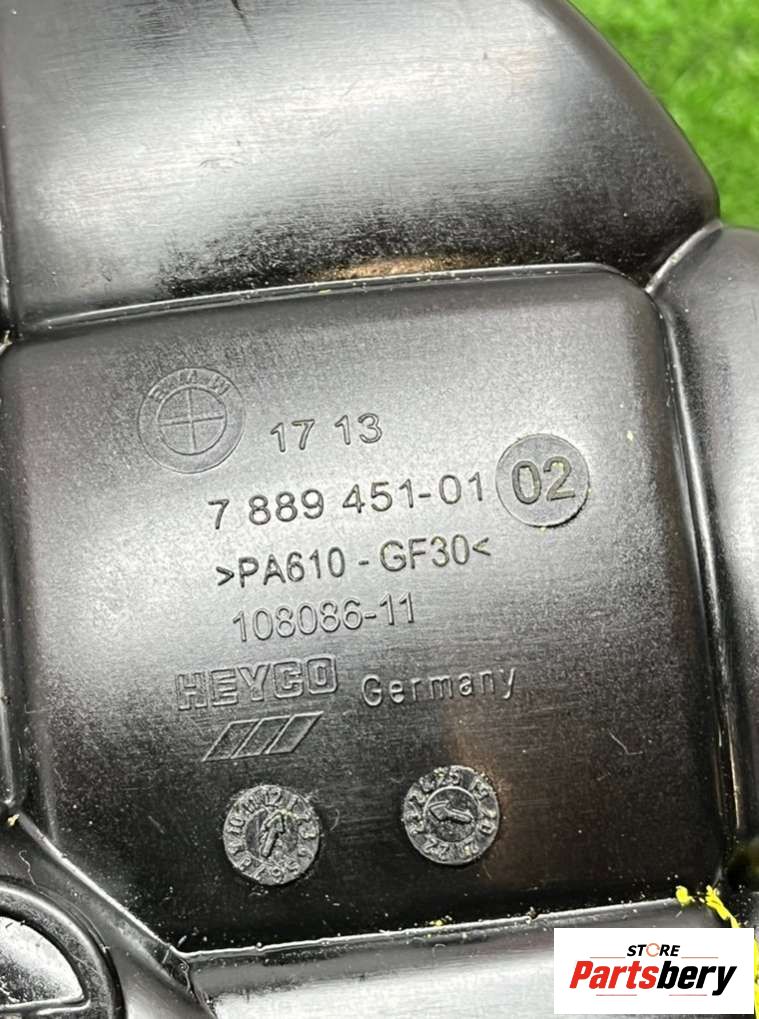 BMW
17 13
7 889 451-01 02
>PA610 - GF30<
108086-11
HEYCO Germany
STORE
Partsbery